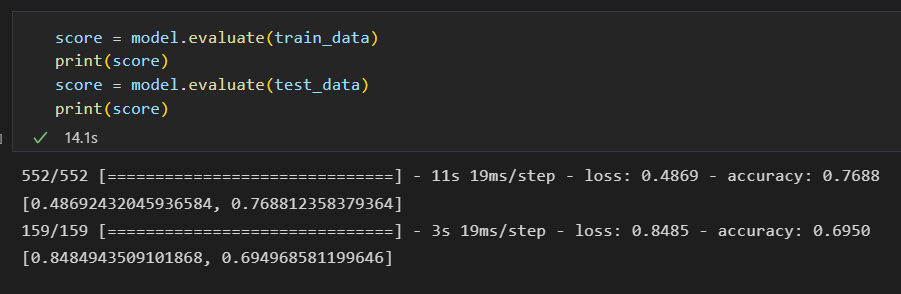 score = model.evaluate(train_data)
print(score)
score = model.evaluate(test_data)
print(score)
14.1s
552/552 [==============================] - 11s 19ms/step - loss: 0.4869 - accuracy: 0.7688
[0.48692432045936584, 0.768812358379364]
159/159 [==============================] - 3s 19ms/step - loss: 0.8485 - accuracy: 0.6950
[0.8484943509101868, 0.694968581199646]